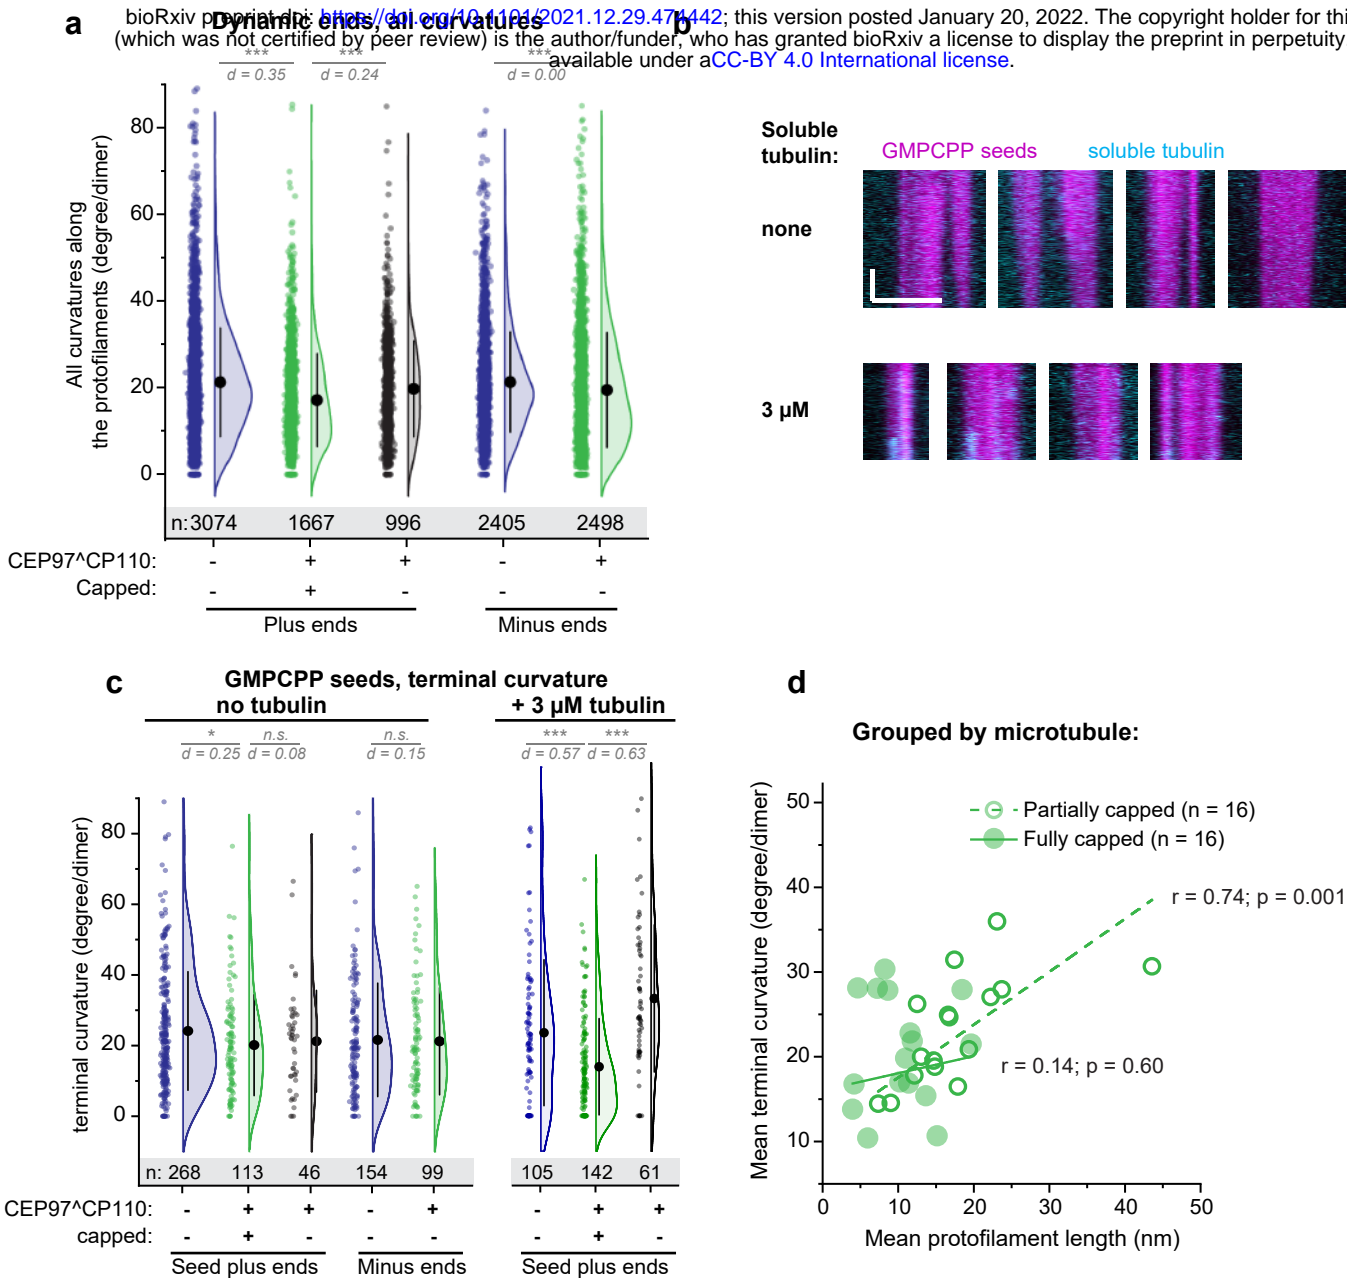 bioRxiv preprint doi: https://doi.org/10.1101/2021.12.29.474442; this version posted January 20, 2022. The copyright holder for thi
(which was not certified by peer review) is the author/funder, who has granted bioRxiv a license to display the preprint in perpetuity.
available under aCC-BY 4.0 International license.
a
Dynamic ends, all curvatures
*** *** ***
d = 0.35 d = 0.24 d = 0.00
All curvatures along
the protofilaments (degree/dimer)
80
60
40
20
0
n: 3074 1667 996 2405 2498
CEP97^CP110: - + + - +
Capped: - + - - -
Plus ends Minus ends
b
Soluble
tubulin:
GMPCPP seeds soluble tubulin
none
3 µM
c
GMPCPP seeds, terminal curvature
no tubulin + 3 µM tubulin
* n.s. n.s. *** ***
d = 0.25 d = 0.08 d = 0.15 d = 0.57 d = 0.63
terminal curvature (degree/dimer)
80
60
40
20
0
n: 268 113 46 154 99 105 142 61
CEP97^CP110: - + + - + - + +
capped: - + - - - - + -
Seed plus ends Minus ends Seed plus ends
d
Grouped by microtubule:
Partially capped (n = 16)
Fully capped (n = 16)
r = 0.74; p = 0.001
r = 0.14; p = 0.60
Mean terminal curvature (degree/dimer)
50
40
30
20
10
0 10 20 30 40 50
Mean protofilament length (nm)